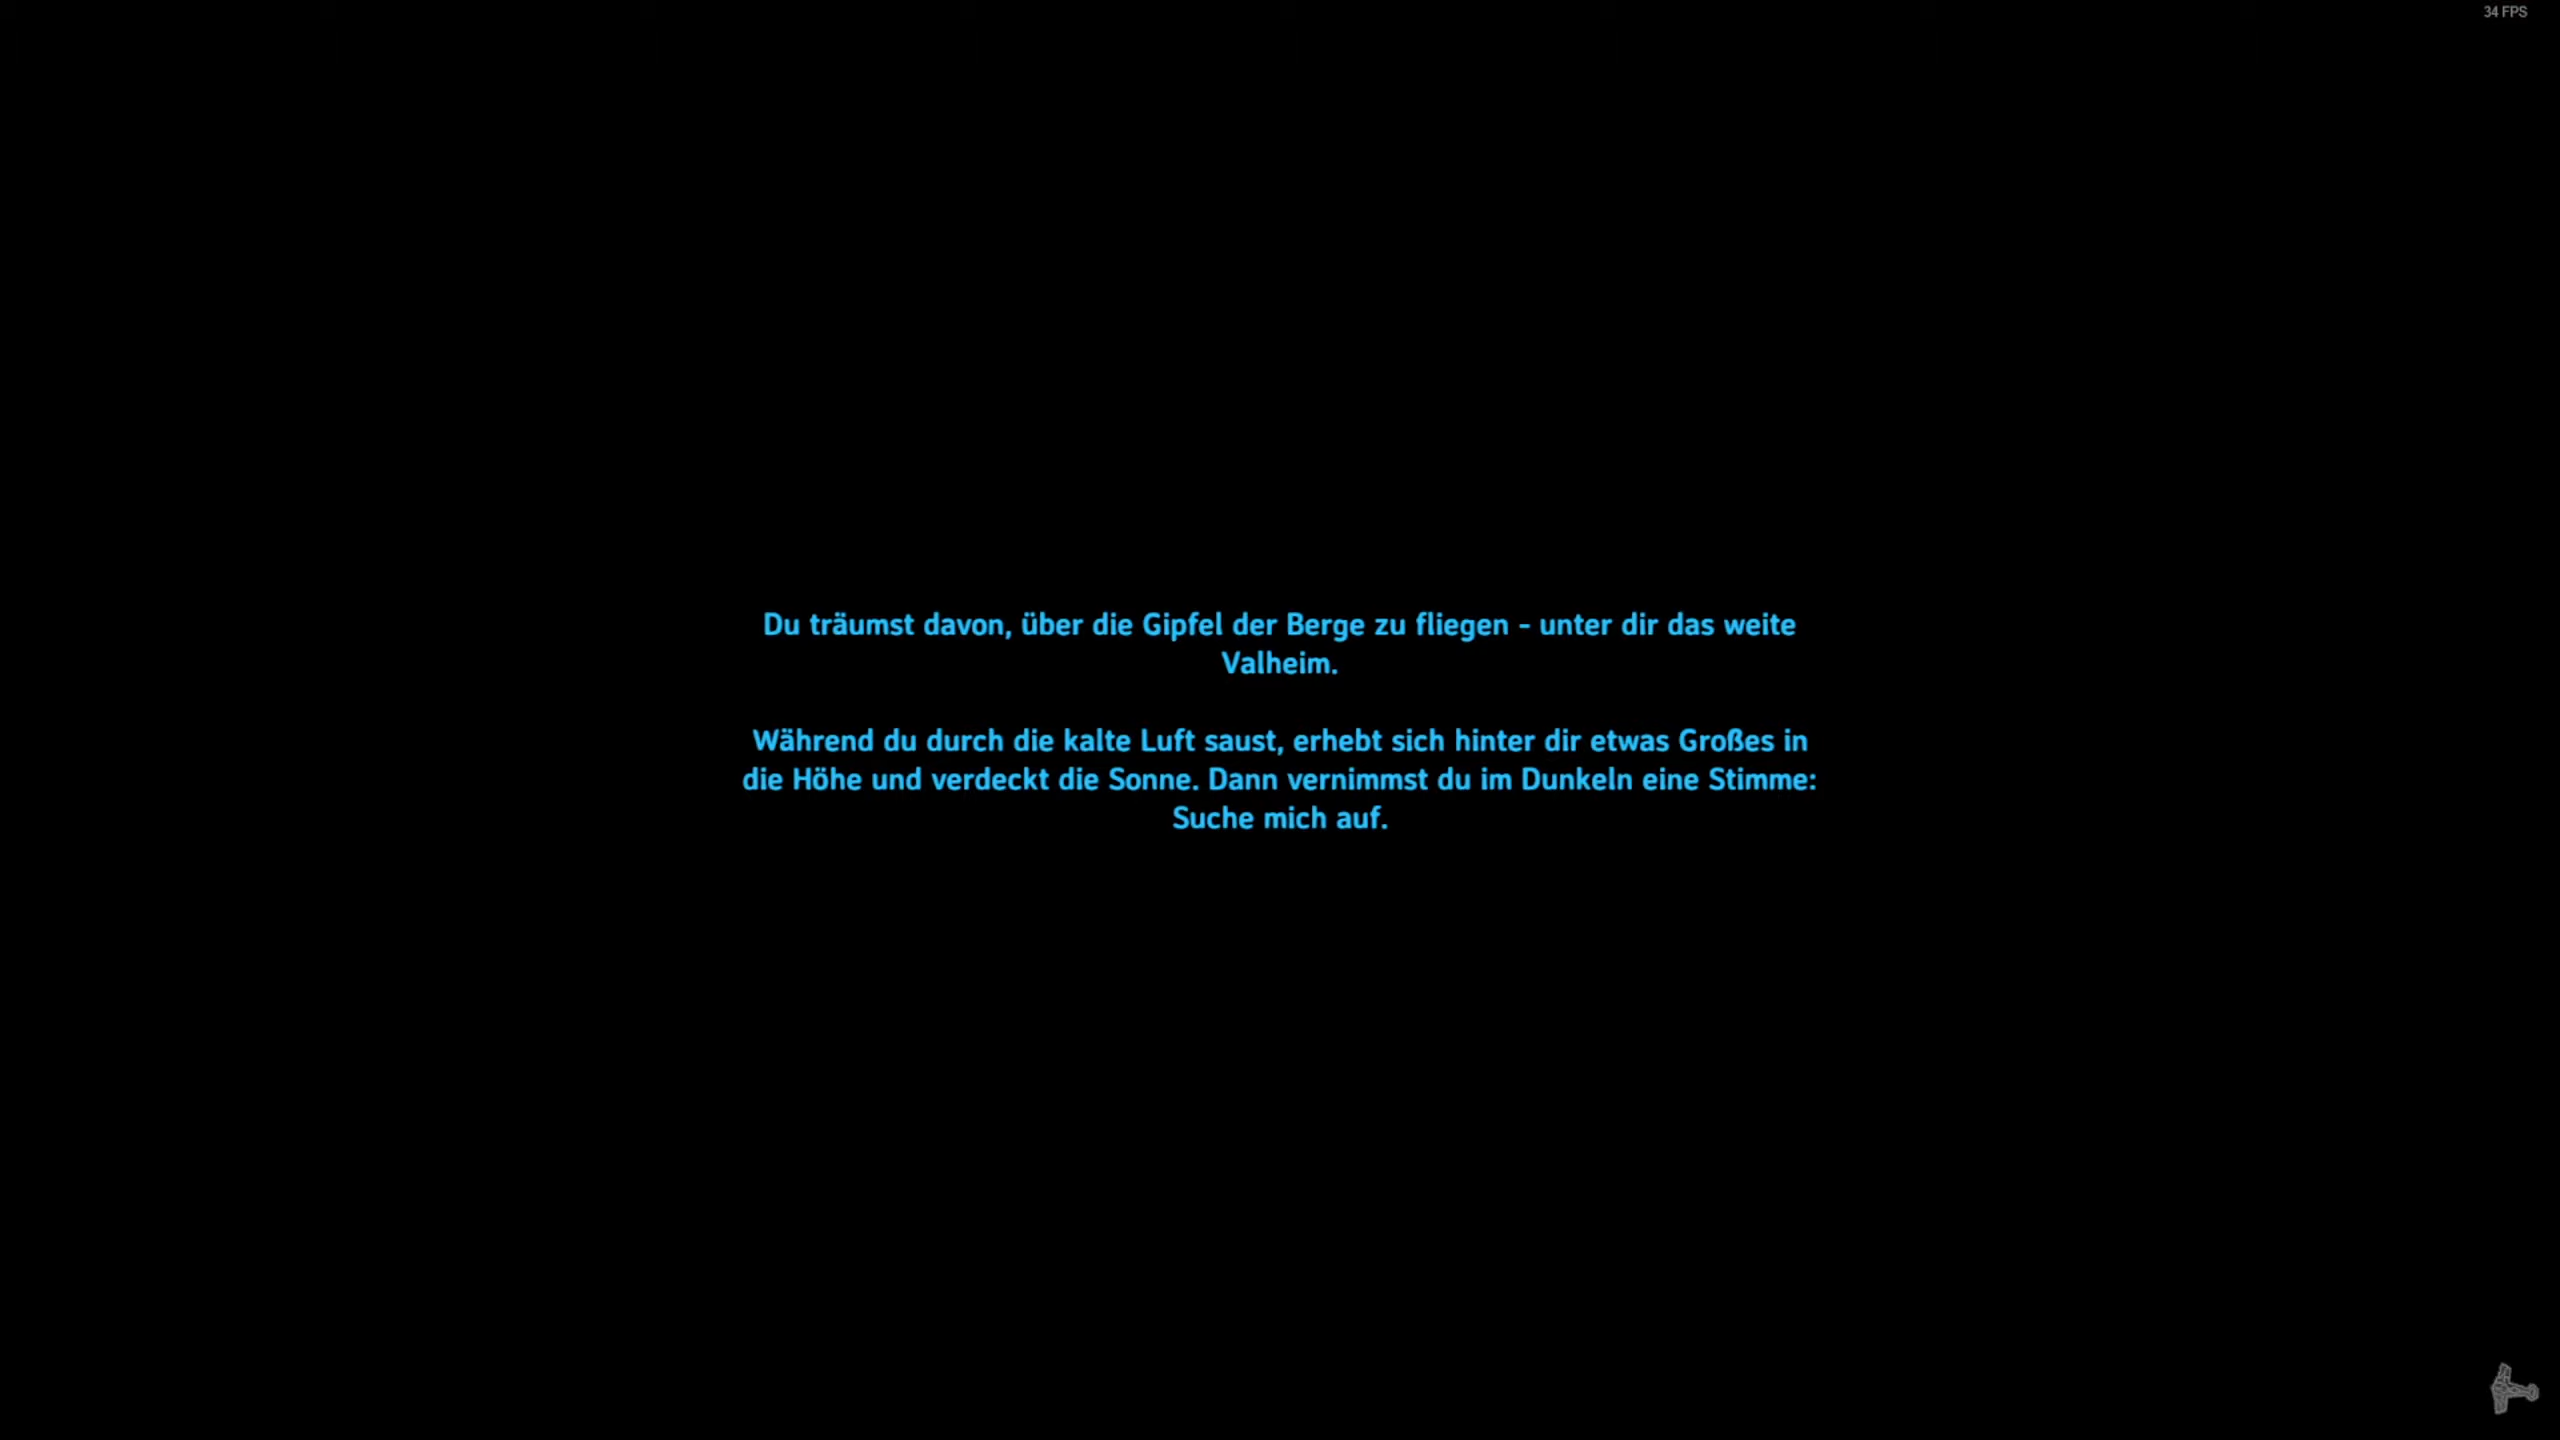 34 FPS
Du träumst davon, über die Gipfel der Berge zu fliegen - unter dir das weite
Valheim.
Während du durch die kalte Luft saust, erhebt sich hinter dir etwas Großes in
die Höhe und verdeckt die Sonne. Dann vernimmst du im Dunkeln eine Stimme:
Suche mich auf.